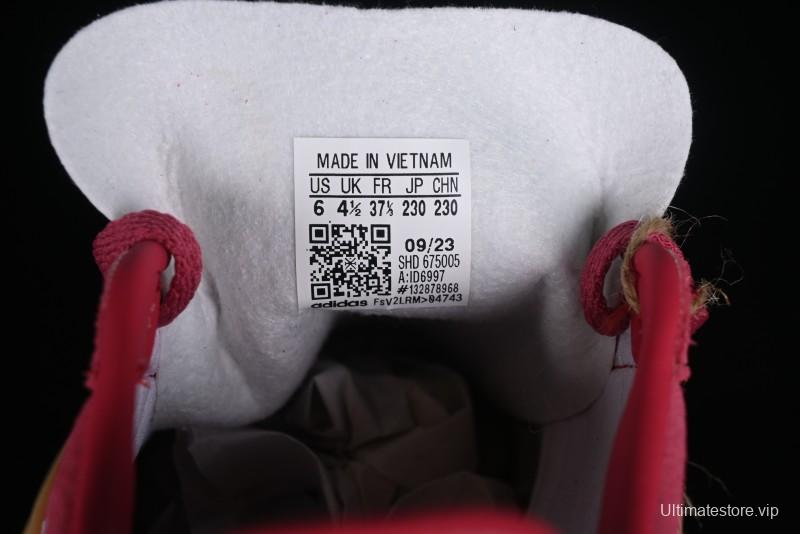 MADE IN VIETNAM
US UK FR JP CHN
6 4½ 37⅓ 230 230
09/23
SHD 675005
A:ID6997
#132878968
adidas FsV2LRM>04743
Ultimatestore.vip